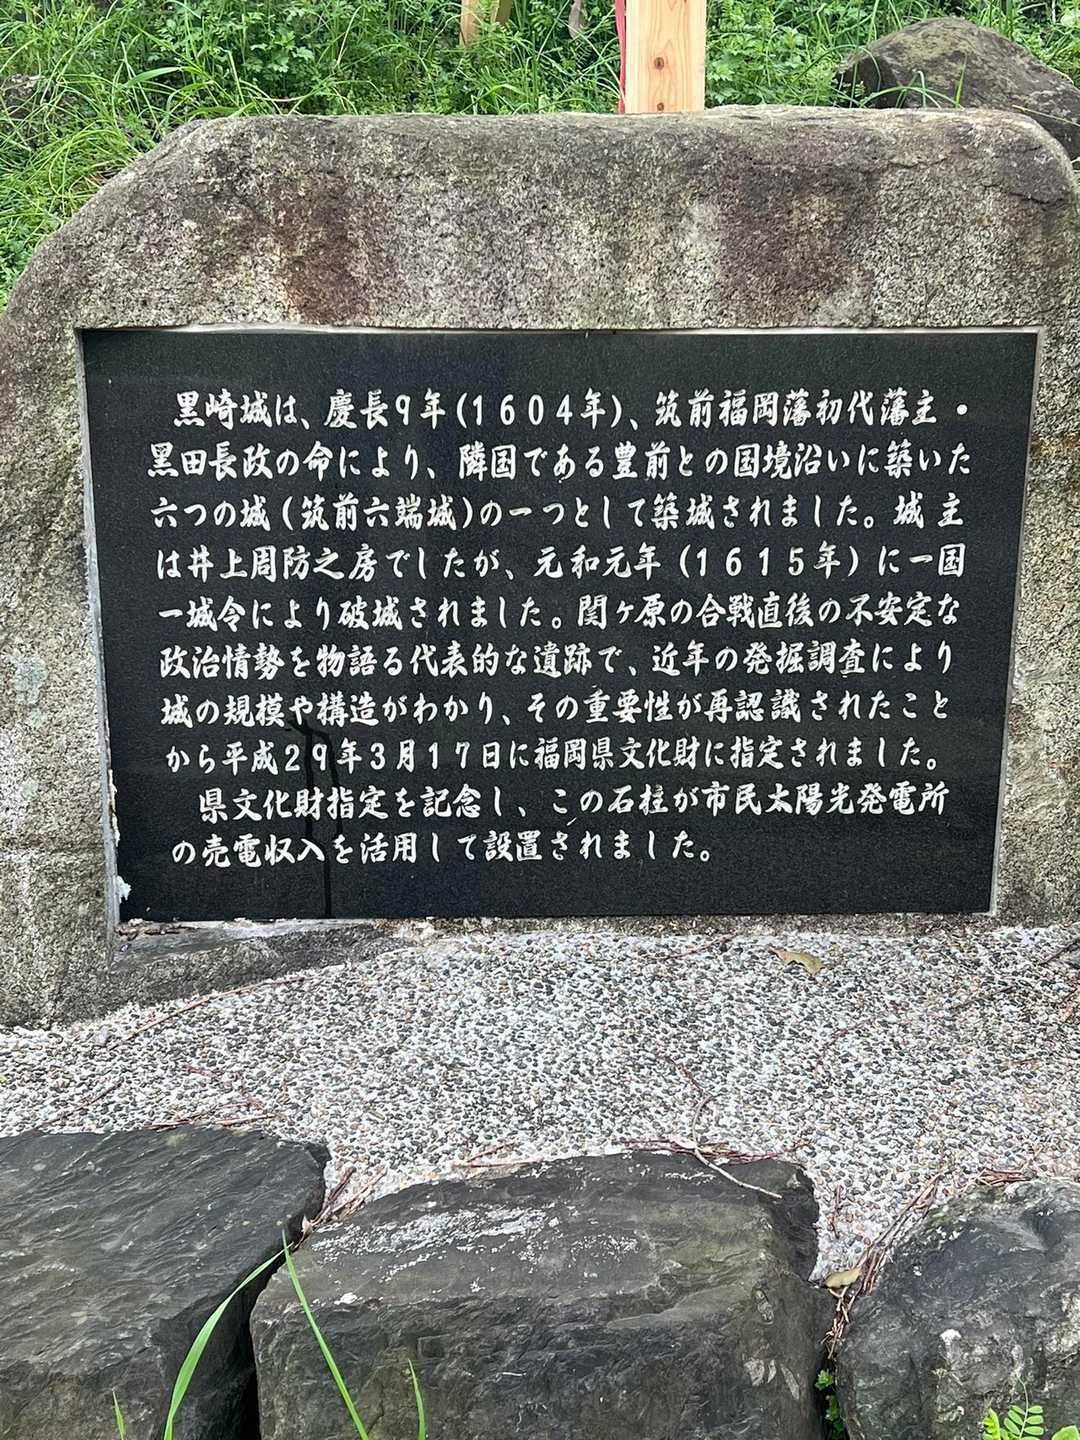 黒崎城は、慶長9年(1604年)、筑前福岡藩初代藩主・
黒田長政の命により、隣国である豊前との国境沿いに築いた
六つの城(筑前六端城)の一つとして築城されました。城主
は井上周防之房でしたが、元和元年(1615年)に一国
一城令により破城されました。関ヶ原の合戦直後の不安定な
政治情勢を物語る代表的な遺跡で、近年の発掘調査により
城の規模や構造がわかり、その重要性が再認識されたこと
から平成29年3月17日に福岡県文化財に指定されました。
県文化財指定を記念し、この石柱が市民太陽光発電所
の売電収入を活用して設置されました。